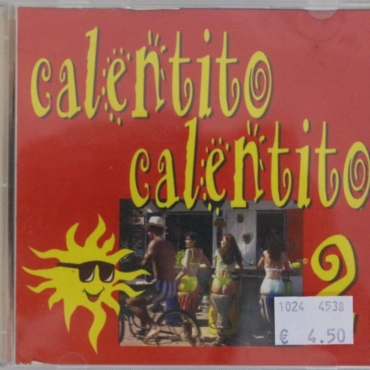 calentito
calentito
2
1024 4538
€ 4.50